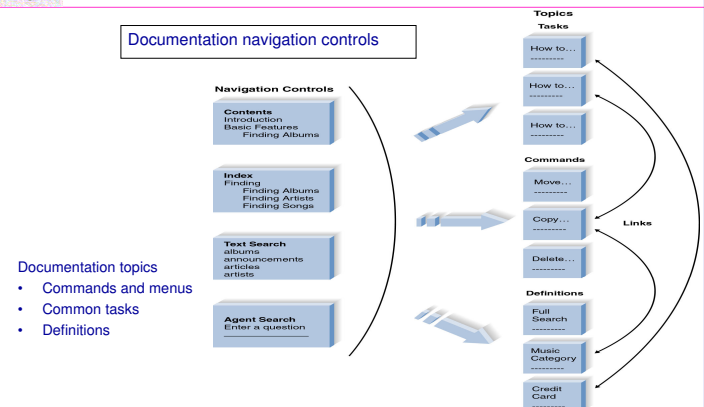 Documentation navigation controls
Navigation Controls
Contents
Introduction
Basic Features
Finding Albums
Index
Finding
Finding Albums
Finding Artists
Finding Songs
Text Search
albums
announcements
articles
artists
Agent Search
Enter a question
____________________
Documentation topics
• Commands and menus
• Common tasks
• Definitions
Topics
Tasks
How to...
---------
How to...
---------
How to...
---------
Commands
Move...
---------
Copy...
---------
Delete...
---------
Links
Definitions
Full
Search
---------
Music
Category
---------
Credit
Card
---------